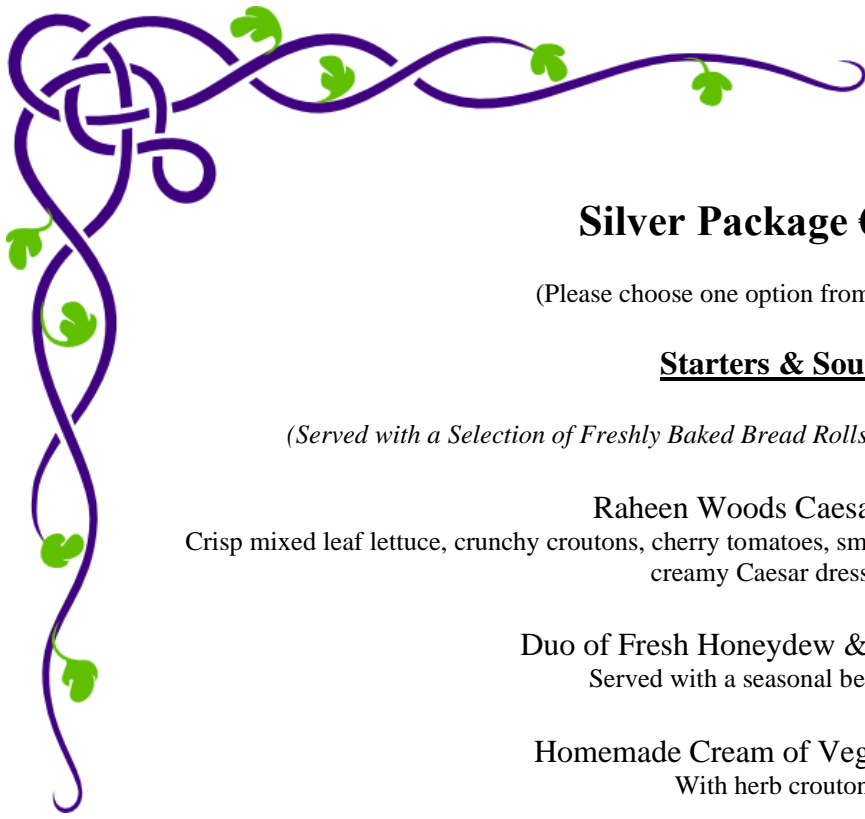 Silver Package
(Please choose one option from
Starters & Sou
(Served with a Selection of Freshly Baked Bread Rolls
Raheen Woods Caesa
Crisp mixed leaf lettuce, crunchy croutons, cherry tomatoes, sm
creamy Caesar dress
Duo of Fresh Honeydew &
Served with a seasonal be
Homemade Cream of Veg
With herb crouton